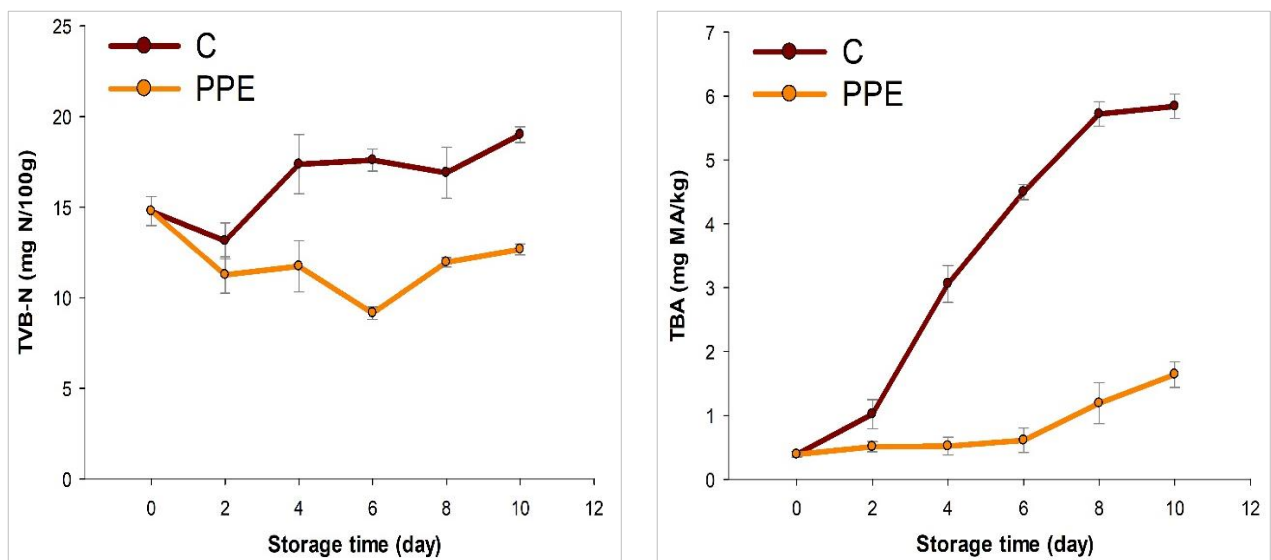 25
20
15
10
5
0
TVB-N (mg N/100g)
C
PPE
0 2 4 6 8 10 12
Storage time (day)
7
6
5
4
3
2
1
0
TBA (mg MA/kg)
C
PPE
0 2 4 6 8 10 12
Storage time (day)